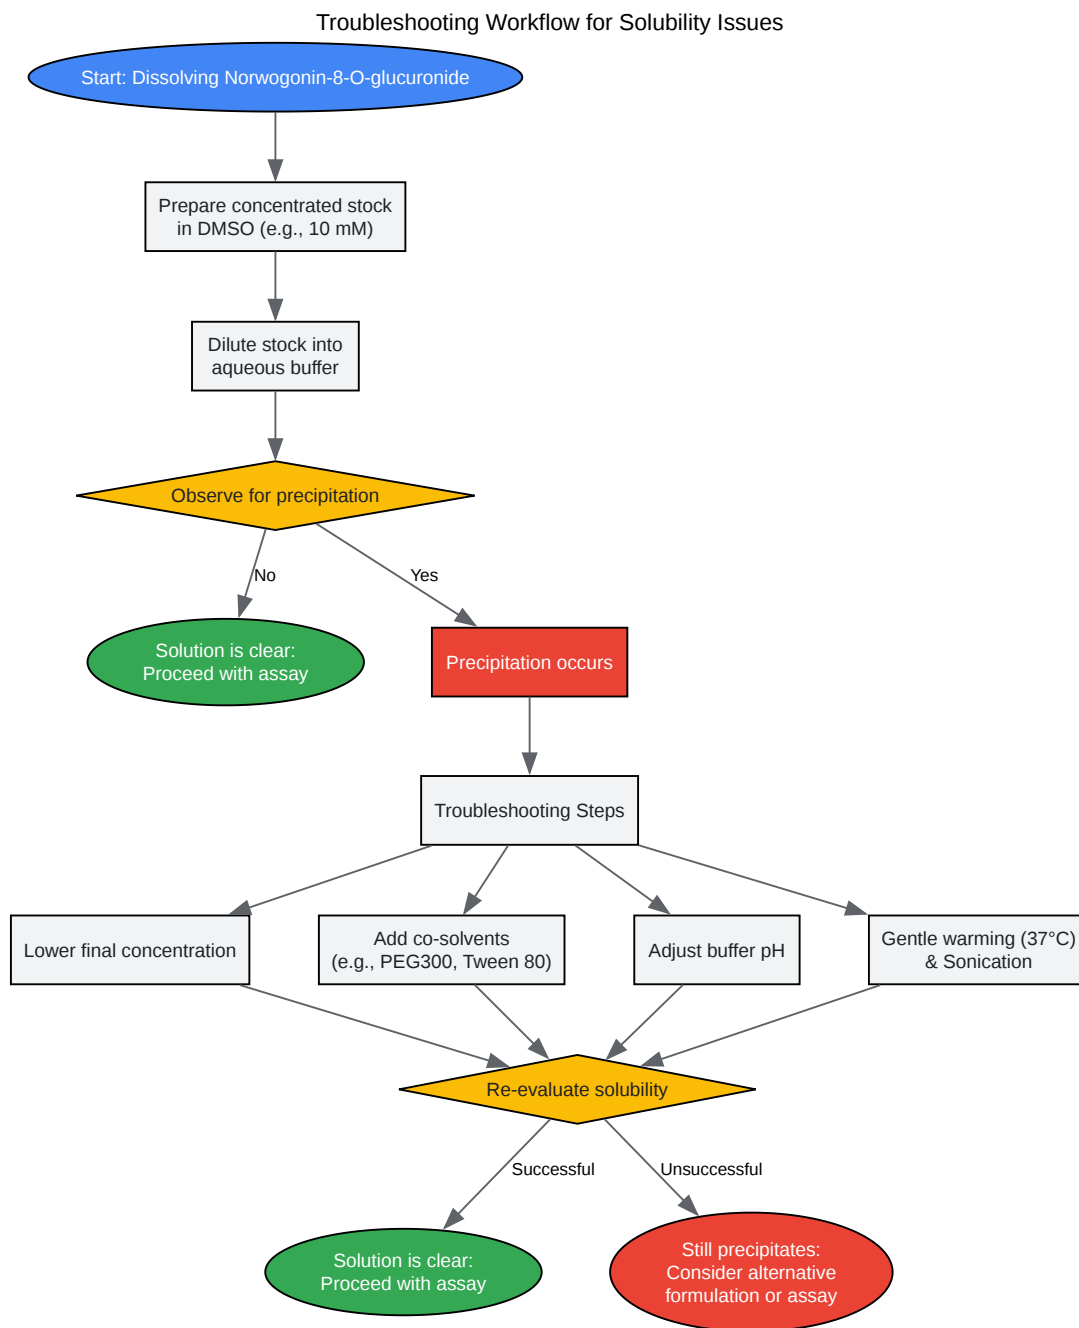 Troubleshooting Workflow for Solubility Issues
Start: Dissolving Norwogonin-8-O-glucuronide
Prepare concentrated stock
in DMSO (e.g., 10 mM)
Dilute stock into
aqueous buffer
Observe for precipitation
No
Yes
Solution is clear:
Proceed with assay
Precipitation occurs
Troubleshooting Steps
Lower final concentration
Add co-solvents
(e.g., PEG300, Tween 80)
Adjust buffer pH
Gentle warming (37°C)
& Sonication
Re-evaluate solubility
Successful
Unsuccessful
Solution is clear:
Proceed with assay
Still precipitates:
Consider alternative
formulation or assay